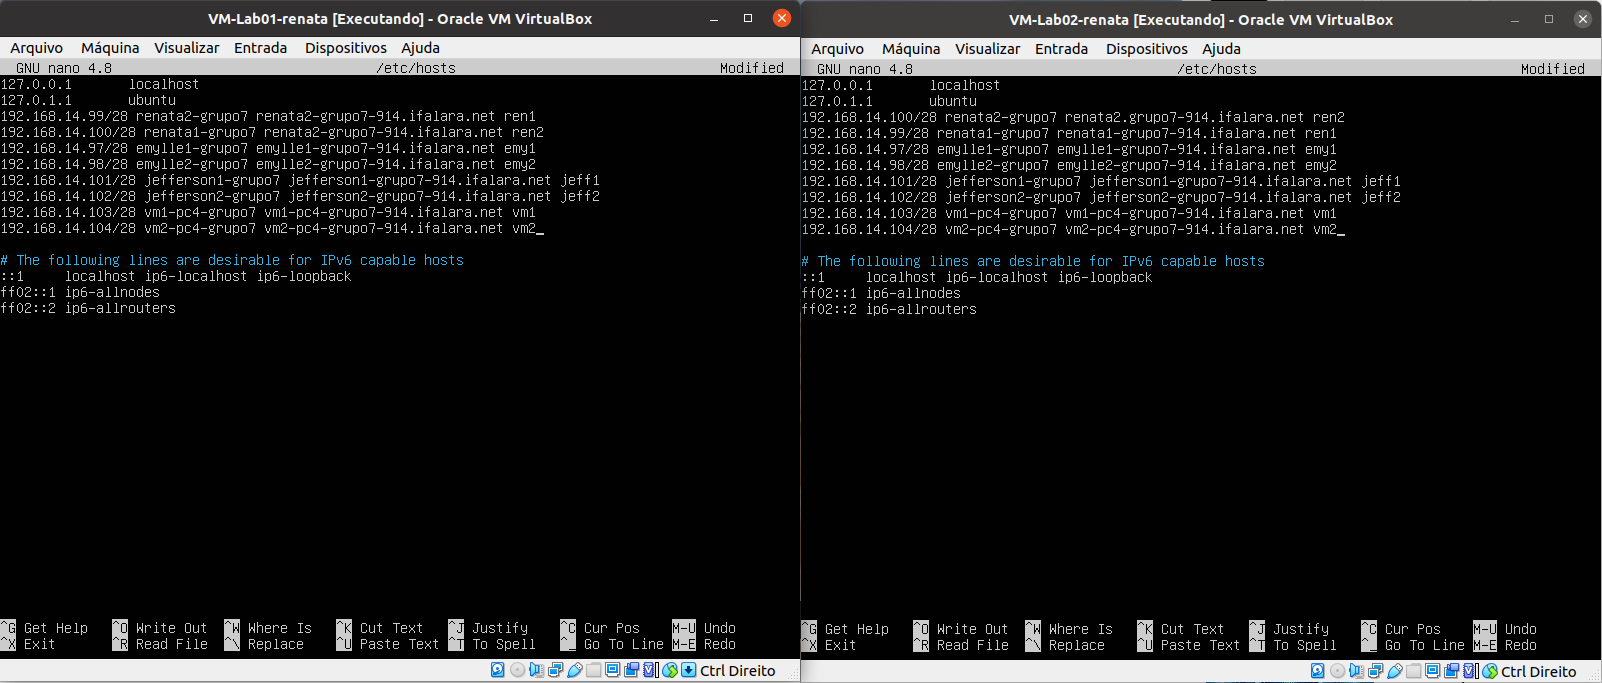 VM-Lab01-renata [Executando] - Oracle VM VirtualBox
Arquivo Máquina Visualizar Entrada Dispositivos Ajuda
GNU nano 4.8 /etc/hosts Modified
127.0.0.1 localhost
127.0.1.1 ubuntu
192.168.14.99/28 renata2-grupo7 renata2-grupo7-914.ifalara.net ren1
192.168.14.100/28 renata1-grupo7 renata2-grupo7-914.ifalara.net ren2
192.168.14.97/28 emylle1-grupo7 emylle1-grupo7-914.ifalara.net emy1
192.168.14.98/28 emylle2-grupo7 emylle2-grupo7-914.ifalara.net emy2
192.168.14.101/28 jefferson1-grupo7 jefferson1-grupo7-914.ifalara.net jeff1
192.168.14.102/28 jefferson2-grupo7 jefferson2-grupo7-914.ifalara.net jeff2
192.168.14.103/28 vm1-pc4-grupo7 vm1-pc4-grupo7-914.ifalara.net vm1
192.168.14.104/28 vm2-pc4-grupo7 vm2-pc4-grupo7-914.ifalara.net vm2_
# The following lines are desirable for IPv6 capable hosts
::1 localhost ip6-localhost ip6-loopback
ff02::1 ip6-allnodes
ff02::2 ip6-allrouters
^G Get Help ^O Write Out ^W Where Is ^K Cut Text ^J Justify ^C Cur Pos M-U Undo
^X Exit ^R Read File ^\ Replace ^U Paste Text ^T To Spell ^_ Go To Line M-E Redo
Ctrl Direito
VM-Lab02-renata [Executando] - Oracle VM VirtualBox
Arquivo Máquina Visualizar Entrada Dispositivos Ajuda
GNU nano 4.8 /etc/hosts Modified
127.0.0.1 localhost
127.0.1.1 ubuntu
192.168.14.100/28 renata2-grupo7 renata2.grupo7-914.ifalara.net ren2
192.168.14.99/28 renata1-grupo7 renata1-grupo7-914.ifalara.net ren1
192.168.14.97/28 emylle1-grupo7 emylle1-grupo7-914.ifalara.net emy1
192.168.14.98/28 emylle2-grupo7 emylle2-grupo7-914.ifalara.net emy2
192.168.14.101/28 jefferson1-grupo7 jefferson1-grupo7-914.ifalara.net jeff1
192.168.14.102/28 jefferson2-grupo7 jefferson2-grupo7-914.ifalara.net jeff2
192.168.14.103/28 vm1-pc4-grupo7 vm1-pc4-grupo7-914.ifalara.net vm1
192.168.14.104/28 vm2-pc4-grupo7 vm2-pc4-grupo7-914.ifalara.net vm2_
# The following lines are desirable for IPv6 capable hosts
::1 localhost ip6-localhost ip6-loopback
ff02::1 ip6-allnodes
ff02::2 ip6-allrouters
^G Get Help ^O Write Out ^W Where Is ^K Cut Text ^J Justify ^C Cur Pos M-U Undo
^X Exit ^R Read File ^\ Replace ^U Paste Text ^T To Spell ^_ Go To Line M-E Redo
Ctrl Direito